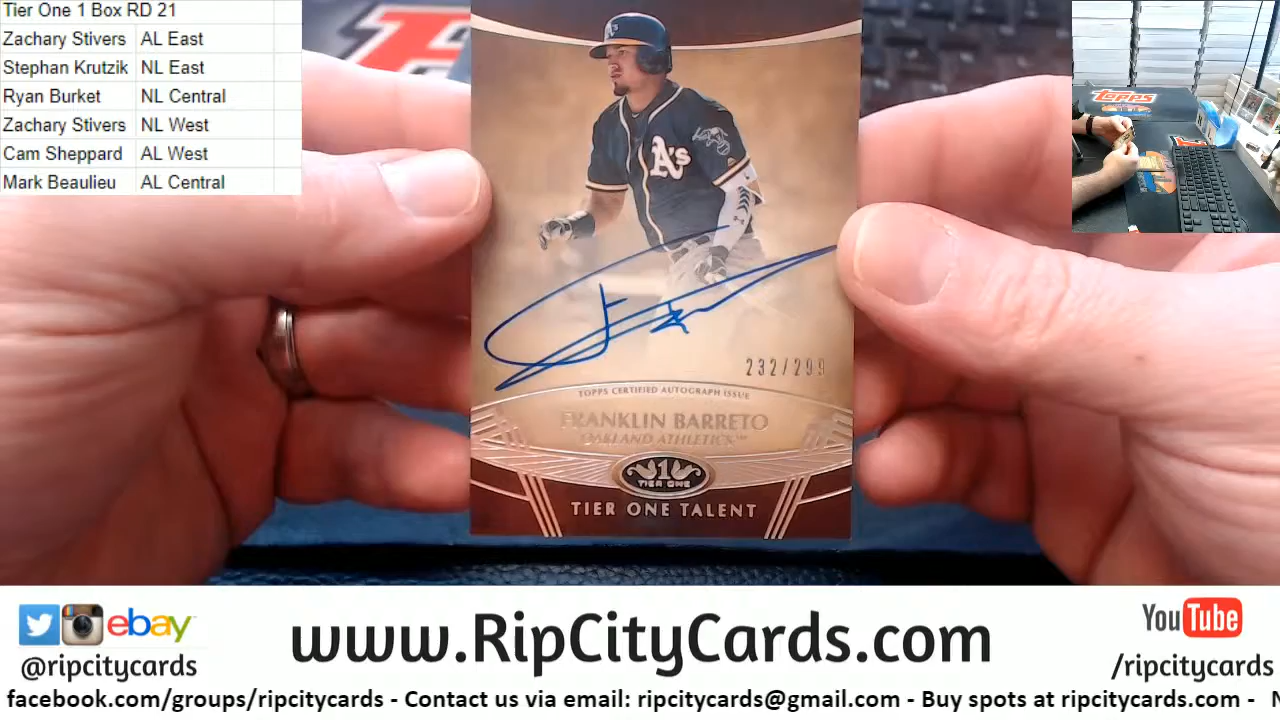 Tier One 1 Box RD 21
Zachary Stivers AL East
Stephan Krutzik NL East
Ryan Burket NL Central
Zachary Stivers NL West
Cam Sheppard AL West
Mark Beaulieu AL Central
topps
A's
A's
232/299
TOPPS CERTIFIED AUTOGRAPH ISSUE
FRANKLIN BARRETO
OAKLAND ATHLETICS™
1
TIER ONE
TIER ONE TALENT
ebay
@ripcitycards
www.RipCityCards.com
YouTube
/ripcitycards
facebook.com/groups/ripcitycards - Contact us via email: ripcitycards@gmail.com - Buy spots at ripcitycards.com -